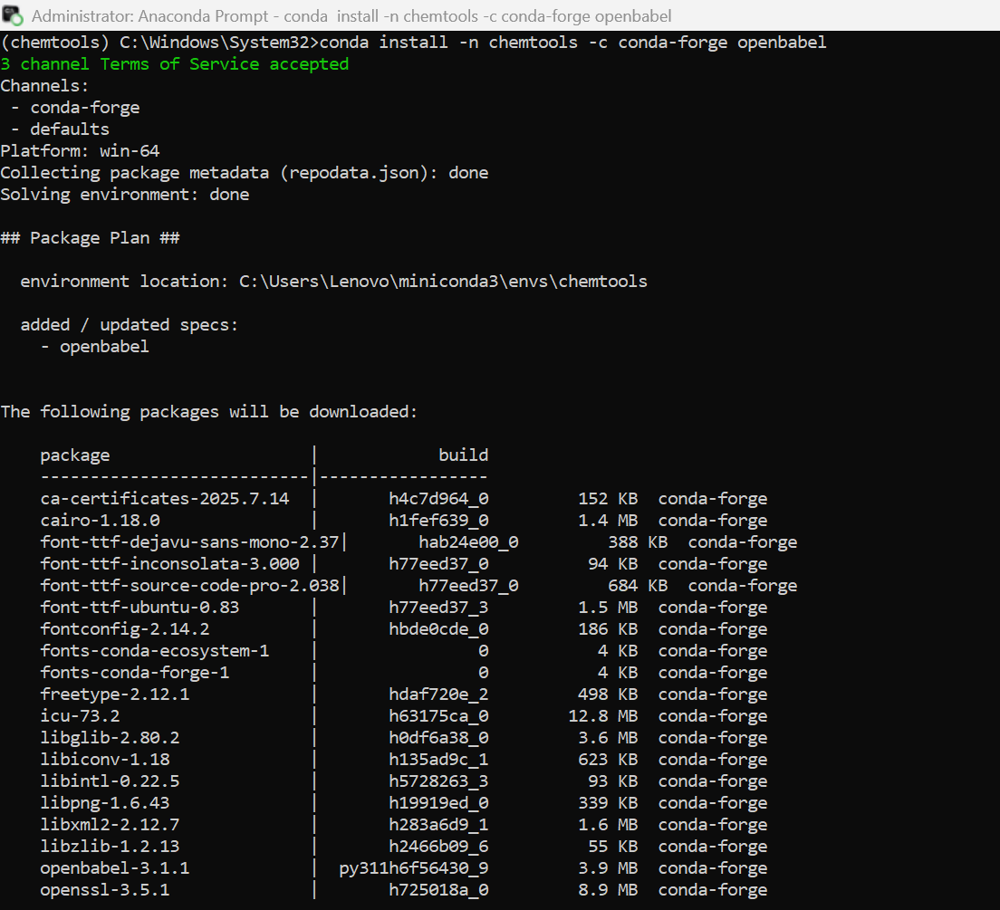 Administrator: Anaconda Prompt - conda  install -n chemtools -c conda-forge openbabel
(chemtools) C:\Windows\System32>conda install -n chemtools -c conda-forge openbabel
3 channel Terms of Service accepted
Channels:
 - conda-forge
 - defaults
Platform: win-64
Collecting package metadata (repodata.json): done
Solving environment: done

## Package Plan ##

  environment location: C:\Users\Lenovo\miniconda3\envs\chemtools

  added / updated specs:
    - openbabel


The following packages will be downloaded:

    package                    |            build
    ---------------------------|-----------------
    ca-certificates-2025.7.14  |       h4c7d964_0         152 KB  conda-forge
    cairo-1.18.0               |       h1fef639_0         1.4 MB  conda-forge
    font-ttf-dejavu-sans-mono-2.37|       hab24e00_0         388 KB  conda-forge
    font-ttf-inconsolata-3.000 |       h77eed37_0          94 KB  conda-forge
    font-ttf-source-code-pro-2.038|       h77eed37_0         684 KB  conda-forge
    font-ttf-ubuntu-0.83       |       h77eed37_3         1.5 MB  conda-forge
    fontconfig-2.14.2          |       hbde0cde_0         186 KB  conda-forge
    fonts-conda-ecosystem-1    |                0           4 KB  conda-forge
    fonts-conda-forge-1        |                0           4 KB  conda-forge
    freetype-2.12.1            |       hdaf720e_2         498 KB  conda-forge
    icu-73.2                   |       h63175ca_0        12.8 MB  conda-forge
    libglib-2.80.2             |       h0df6a38_0         3.6 MB  conda-forge
    libiconv-1.18              |       h135ad9c_1         623 KB  conda-forge
    libintl-0.22.5             |       h5728263_3          93 KB  conda-forge
    libpng-1.6.43              |       h19919ed_0         339 KB  conda-forge
    libxml2-2.12.7             |       h283a6d9_1         1.6 MB  conda-forge
    libzlib-1.2.13             |       h2466b09_6          55 KB  conda-forge
    openbabel-3.1.1            |  py311h6f56430_9         3.9 MB  conda-forge
    openssl-3.5.1              |       h725018a_0         8.9 MB  conda-forge